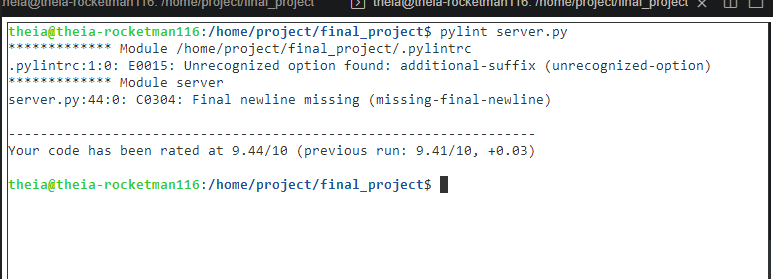 theia@theia-rocketman116: /home/project/final_project theia@theia-rocketman116: /home/project/final_project
theia@theia-rocketman116:/home/project/final_project$ pylint server.py
************* Module /home/project/final_project/.pylintrc
.pylintrc:1:0: E0015: Unrecognized option found: additional-suffix (unrecognized-option)
************* Module server
server.py:44:0: C0304: Final newline missing (missing-final-newline)
------------------------------------------------------------------
Your code has been rated at 9.44/10 (previous run: 9.41/10, +0.03)
theia@theia-rocketman116:/home/project/final_project$